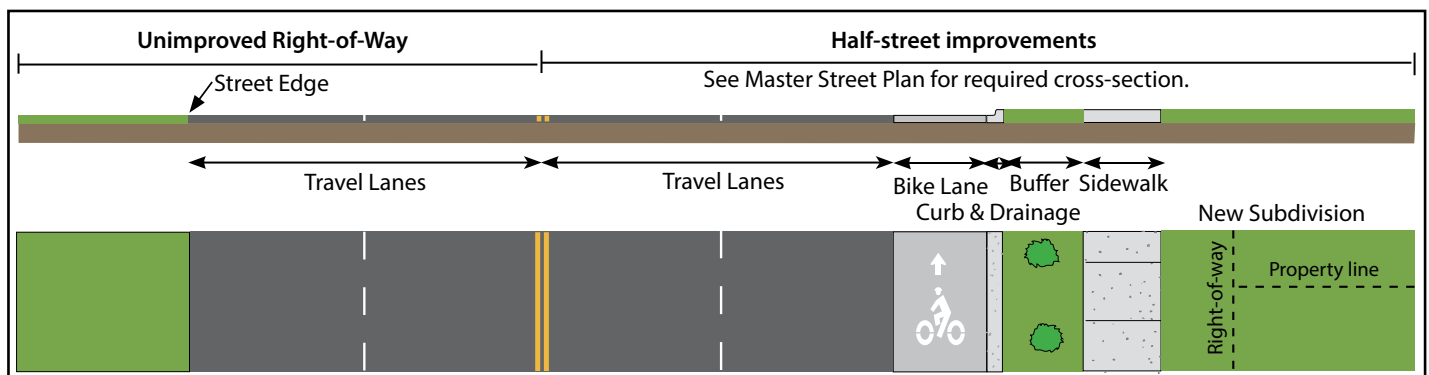 Unimproved Right-of-Way
Half-street improvements
Street Edge
See Master Street Plan for required cross-section.
Travel Lanes
Travel Lanes
Bike Lane
Buffer
Sidewalk
Curb & Drainage
New Subdivision
Right-of-way
Property line